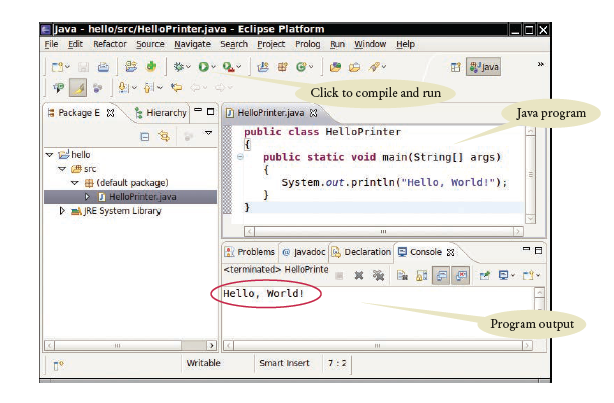 Java - hello/src/HelloPrinter.java - Eclipse Platform
File Edit Refactor Source Navigate Search Project Prolog Run Window Help
Java
»
Click to compile and run
Package E Hierarchy
HelloPrinter.java
Java program
hello
src
(default package)
HelloPrinter.java
JRE System Library
public class HelloPrinter
{
public static void main(String[] args)
{
System.out.println("Hello, World!");
}
}
Problems Javadoc Declaration Console
<terminated> HelloPrinte
Hello, World!
Program output
Writable Smart Insert 7 : 2